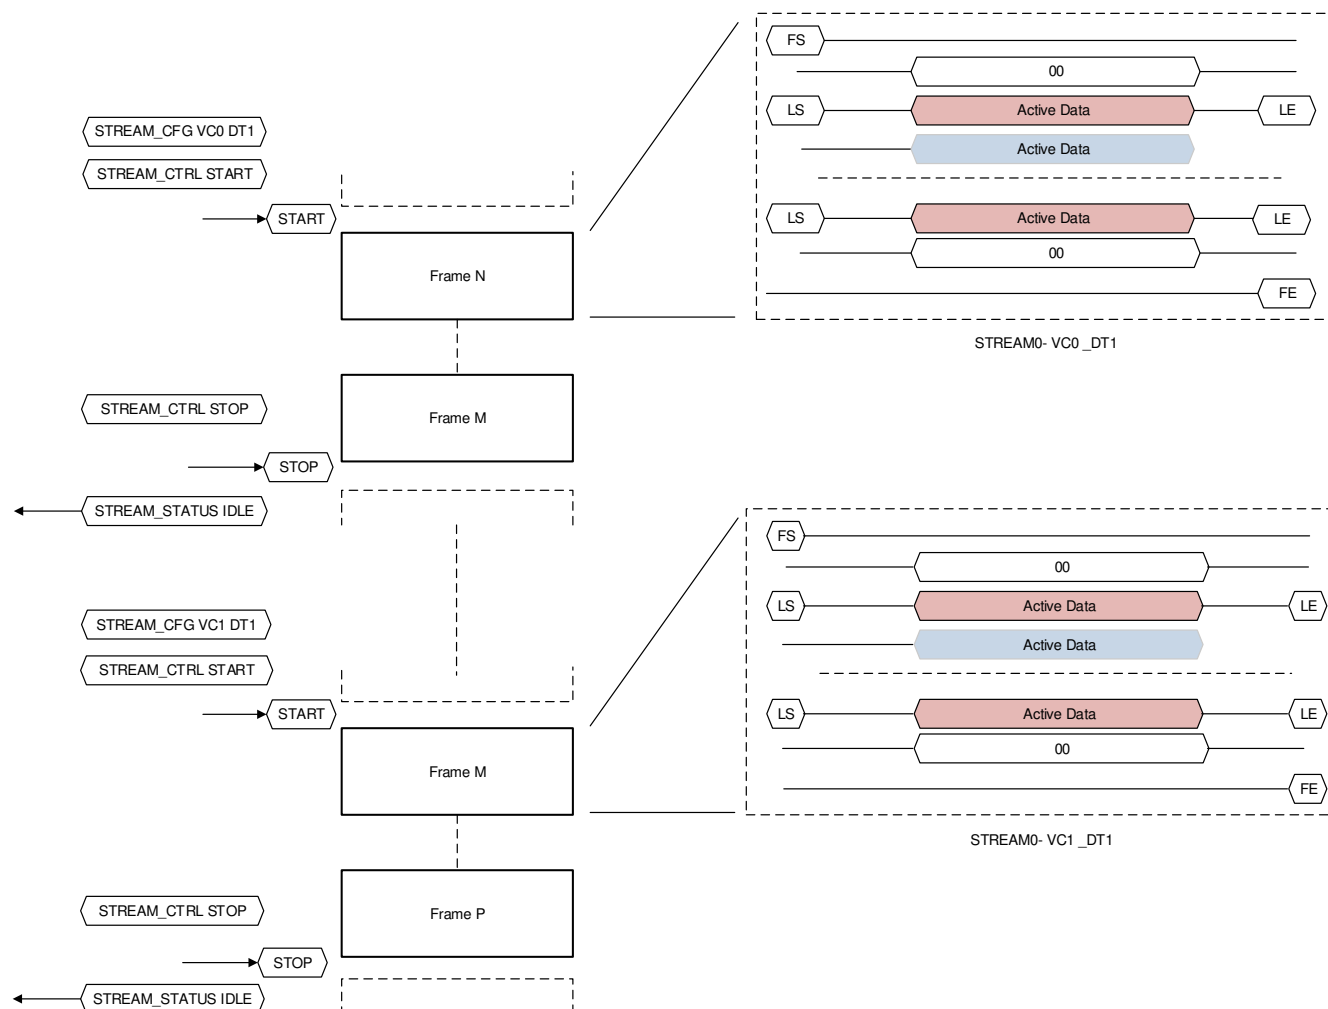 FS
00
LS Active Data LE
Active Data
LS Active Data LE
00
FE
STREAM0- VC0 _DT1
STREAM_CFG VC0 DT1
STREAM_CTRL START
START
Frame N
STREAM_CTRL STOP
Frame M
STOP
STREAM_STATUS IDLE
FS
00
LS Active Data LE
Active Data
LS Active Data LE
00
FE
STREAM0- VC1 _DT1
STREAM_CFG VC1 DT1
STREAM_CTRL START
START
Frame M
STREAM_CTRL STOP
Frame P
STOP
STREAM_STATUS IDLE